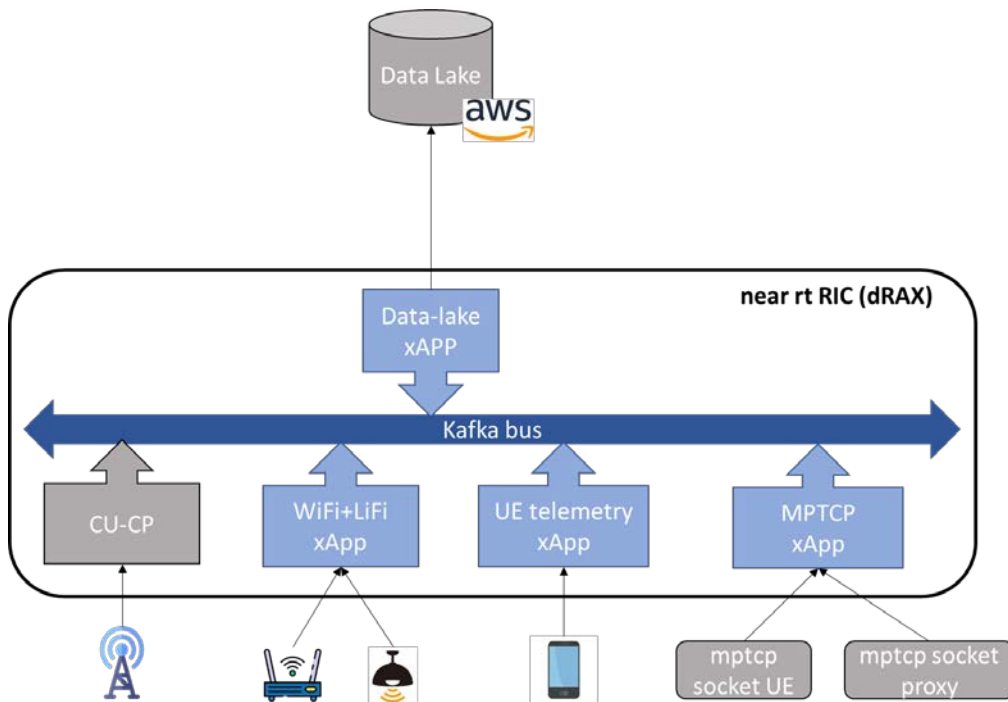 Data Lake
aws
near rt RIC (dRAX)
Data-lake
xAPP
Kafka bus
CU-CP
WiFi+LiFi
xApp
UE telemetry
xApp
MPTCP
xApp
mptcp
socket UE
mptcp socket
proxy